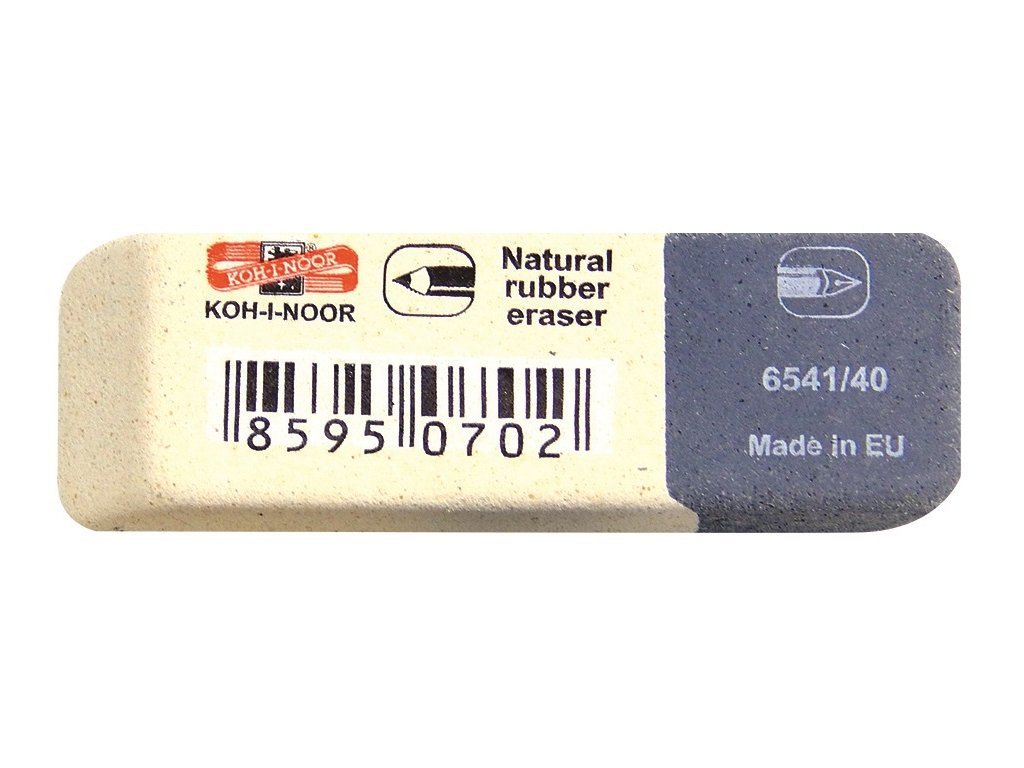 KOH-I-NOOR
®
KOH-I-NOOR
Natural
rubber
eraser
8595 0702
6541/40
Made in EU